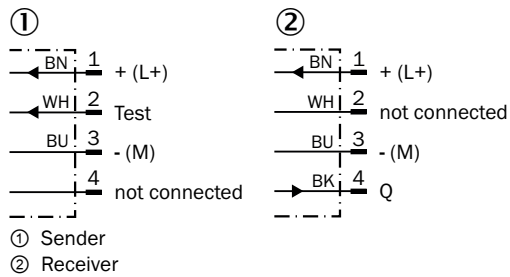 ① ②
BN 1 + (L+) BN 1 + (L+)
WH 2 Test WH 2 not connected
BU 3 - (M) BU 3 - (M)
4 not connected BK 4 Q
① Sender
② Receiver